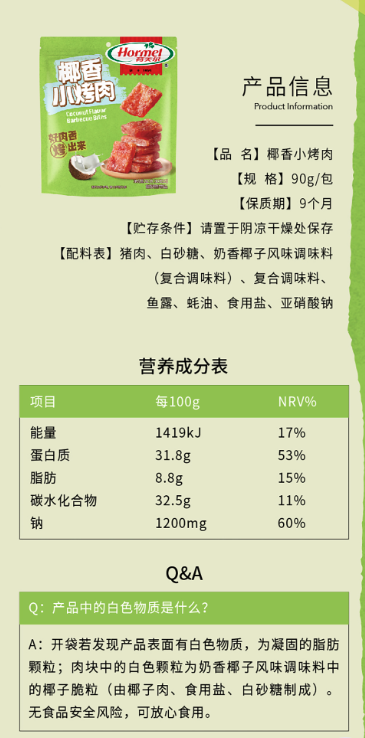 Hormel
荷美尔
椰香
小烤肉
Coconut Flavor
Barbecue Bites
好肉香
出来
产品信息
Product Information
【品 名】椰香小烤肉
【规 格】90g/包
【保质期】9个月
【贮存条件】请置于阴凉干燥处保存
【配料表】猪肉、白砂糖、奶香椰子风味调味料
（复合调味料）、复合调味料、
鱼露、蚝油、食用盐、亚硝酸钠
营养成分表
项目 每100g NRV%
能量 1419kJ 17%
蛋白质 31.8g 53%
脂肪 8.8g 15%
碳水化合物 32.5g 11%
钠 1200mg 60%
Q&A
Q：产品中的白色物质是什么？
A：开袋若发现产品表面有白色物质，为凝固的脂肪
颗粒；肉块中的白色颗粒为奶香椰子风味调味料中
的椰子脆粒（由椰子肉、食用盐、白砂糖制成）。
无食品安全风险，可放心食用。